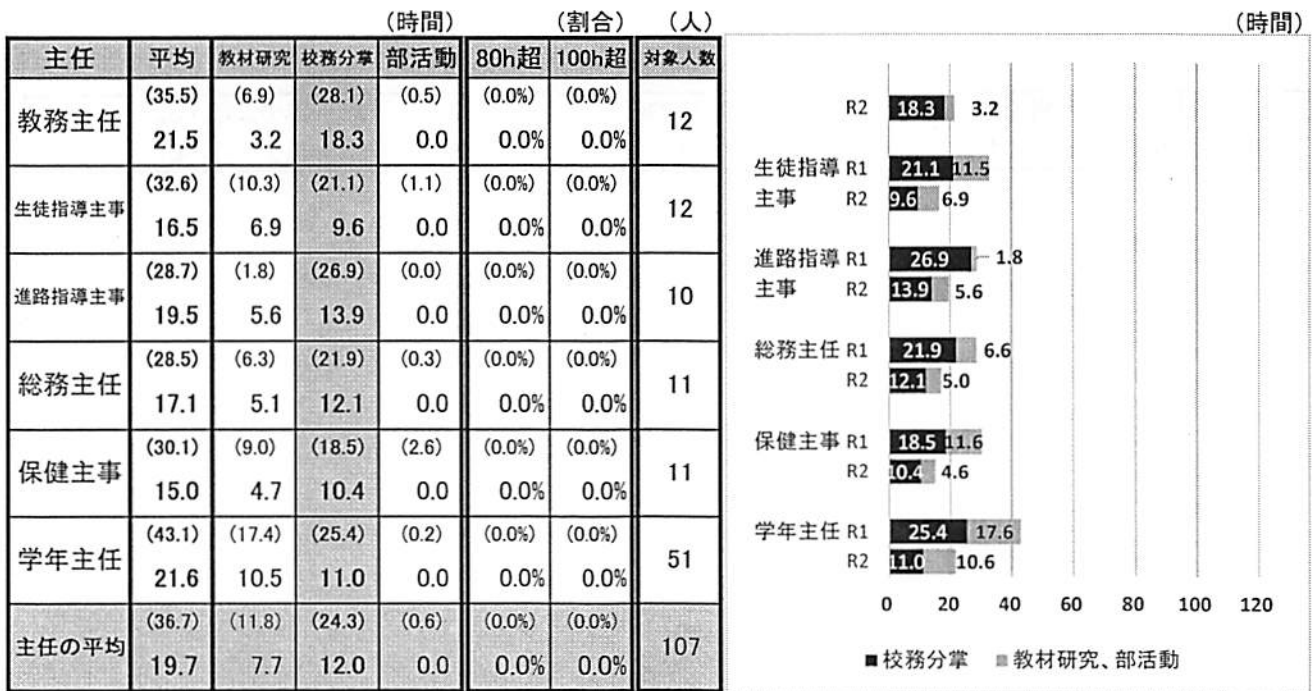 (時間) (割合) (人)
主任 平均 教材研究 校務分掌 部活動 80h超 100h超 対象人数
教務主任 (35.5) (6.9) (28.1) (0.5) (0.0%) (0.0%) 12
21.5 3.2 18.3 0.0 0.0% 0.0%
生徒指導主事 (32.6) (10.3) (21.1) (1.1) (0.0%) (0.0%) 12
16.5 6.9 9.6 0.0 0.0% 0.0%
進路指導主事 (28.7) (1.8) (26.9) (0.0) (0.0%) (0.0%) 10
19.5 5.6 13.9 0.0 0.0% 0.0%
総務主任 (28.5) (6.3) (21.9) (0.3) (0.0%) (0.0%) 11
17.1 5.1 12.1 0.0 0.0% 0.0%
保健主事 (30.1) (9.0) (18.5) (2.6) (0.0%) (0.0%) 11
15.0 4.7 10.4 0.0 0.0% 0.0%
学年主任 (43.1) (17.4) (25.4) (0.2) (0.0%) (0.0%) 51
21.6 10.5 11.0 0.0 0.0% 0.0%
主任の平均 (36.7) (11.8) (24.3) (0.6) (0.0%) (0.0%) 107
19.7 7.7 12.0 0.0 0.0% 0.0%
(時間)
R2 18.3 3.2
生徒指導 R1 21.1 11.5
主事 R2 9.6 6.9
進路指導 R1 26.9 1.8
主事 R2 13.9 5.6
総務主任 R1 21.9 6.6
R2 12.1 5.0
保健主事 R1 18.5 11.6
R2 10.4 4.6
学年主任 R1 25.4 17.6
R2 11.0 10.6
0 20 40 60 80 100 120
■校務分掌 ■教材研究、部活動